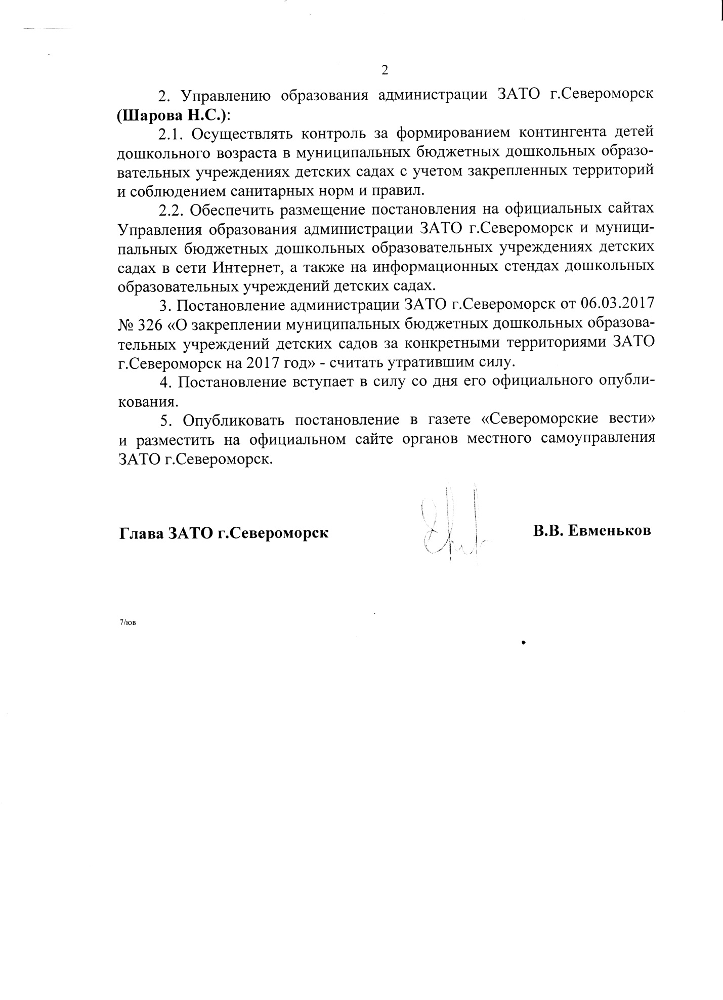 2
2. Управлению образования администрации ЗАТО г.Североморск
(Шарова Н.С.):
2.1. Осуществлять контроль за формированием контингента детей
дошкольного возраста в муниципальных бюджетных дошкольных образо-
вательных учреждениях детских садах с учетом закрепленных территорий
и соблюдением санитарных норм и правил.
2.2. Обеспечить размещение постановления на официальных сайтах
Управления образования администрации ЗАТО г.Североморск и муници-
пальных бюджетных дошкольных образовательных учреждениях детских
садах в сети Интернет, а также на информационных стендах дошкольных
образовательных учреждений детских садах.
3. Постановление администрации ЗАТО г.Североморск от 06.03.2017
№ 326 «О закреплении муниципальных бюджетных дошкольных образова-
тельных учреждений детских садов за конкретными территориями ЗАТО
г.Североморск на 2017 год» - считать утратившим силу.
4. Постановление вступает в силу со дня его официального опубли-
кования.
5. Опубликовать постановление в газете «Североморские вести»
и разместить на официальном сайте органов местного самоуправления
ЗАТО г.Североморск.
Глава ЗАТО г.Североморск В.В. Евменьков
7/юв